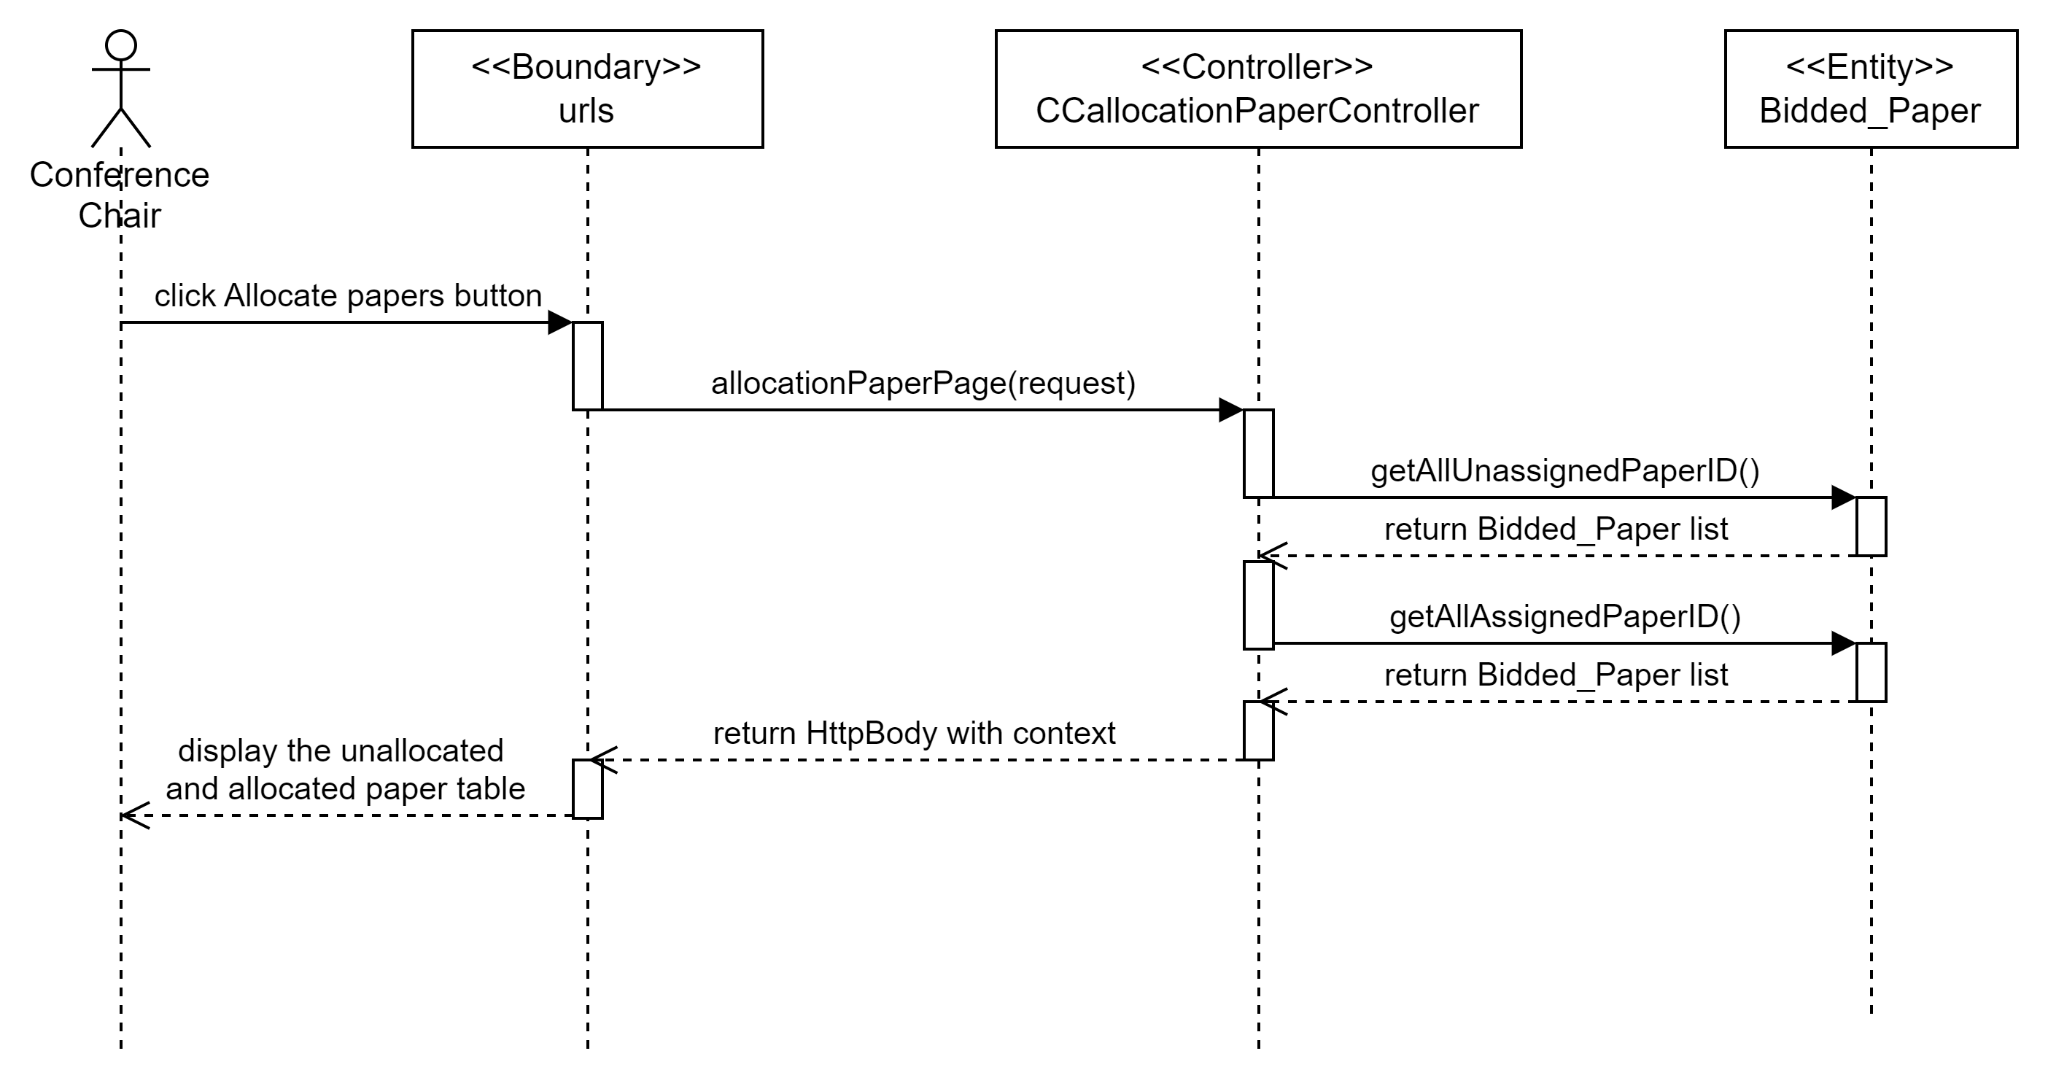 <<Boundary>>
urls
<<Controller>>
CCallocationPaperController
<<Entity>>
Bidded_Paper
Conference
Chair
click Allocate papers button
allocationPaperPage(request)
getAllUnassignedPaperID()
return Bidded_Paper list
getAllAssignedPaperID()
return Bidded_Paper list
return HttpBody with context
display the unallocated
and allocated paper table